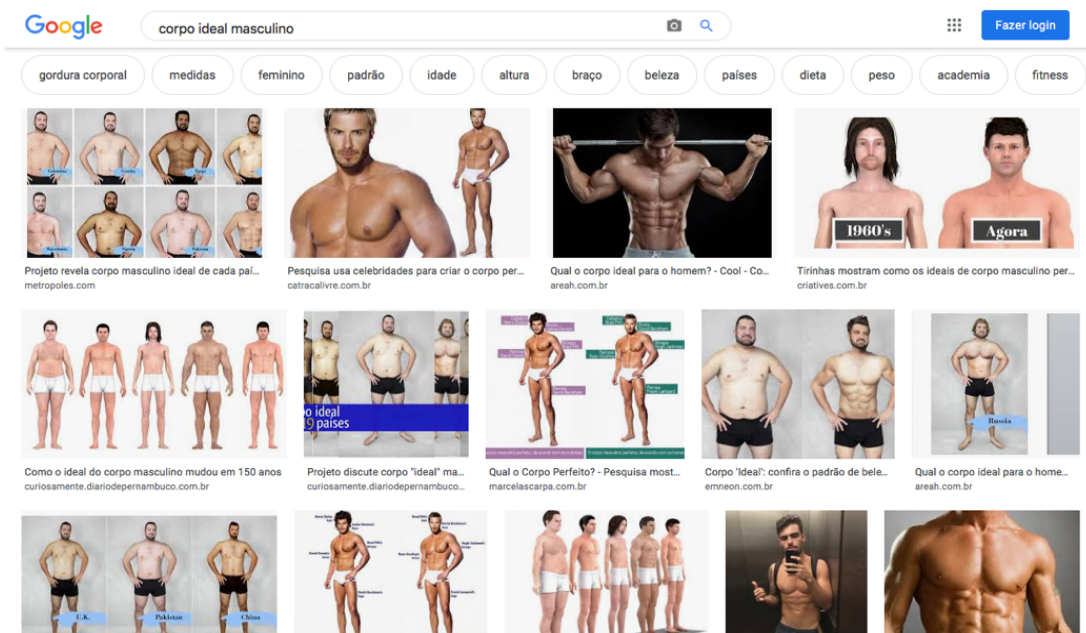 Google
corpo ideal masculino
Fazer login
gordura corporal
medidas
feminino
padrão
idade
altura
braço
beleza
países
dieta
peso
academia
fitness
1960's
Agora
Projeto revela corpo masculino ideal de cada paí...
metropoles.com
Pesquisa usa celebridades para criar o corpo per...
catracalivre.com.br
Qual o corpo ideal para o homem? - Cool - Co...
areah.com.br
Tirinhas mostram como os ideais de corpo masculino per...
criatives.com.br
po ideal
19 países
Russia
Como o ideal do corpo masculino mudou em 150 anos
curiosamente.diariodepernambuco.com.br
Projeto discute corpo "ideal" ma...
curiosamente.diariodepernambuco...
Qual o Corpo Perfeito? - Pesquisa most...
marcelascarpa.com.br
Corpo 'Ideal': confira o padrão de bele...
emneon.com.br
Qual o corpo ideal para o home...
areah.com.br
U.K.
Pakistan
China